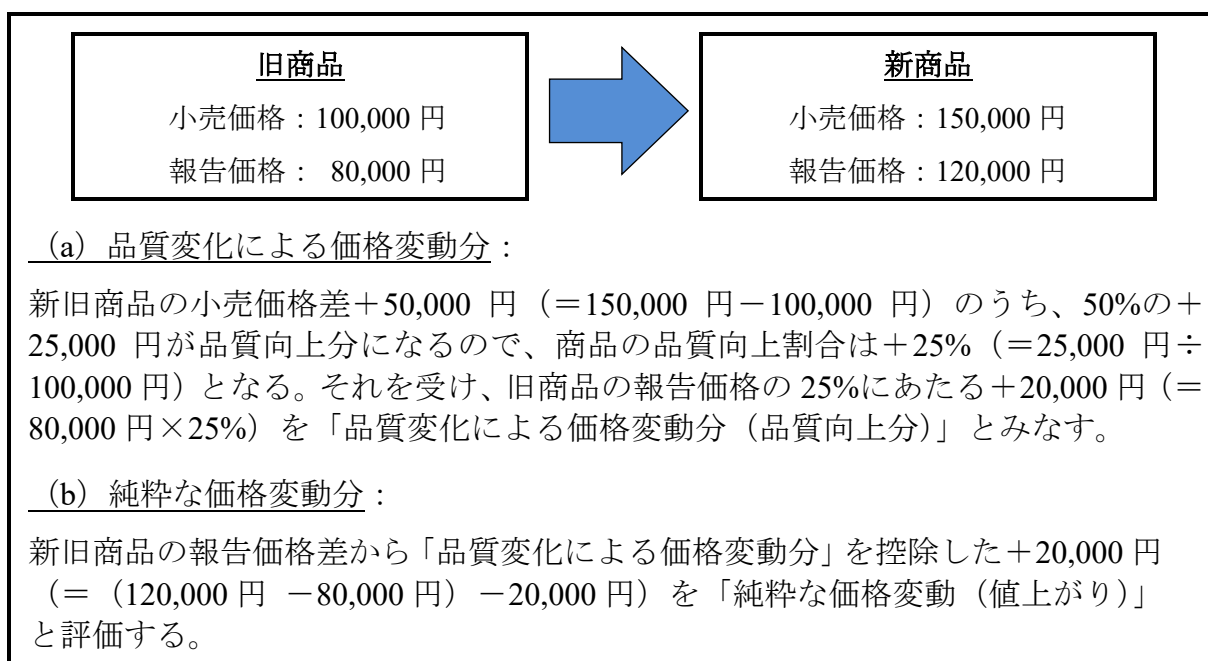 旧商品
小売価格：100,000 円
報告価格： 80,000 円
新商品
小売価格：150,000 円
報告価格：120,000 円
（a）品質変化による価格変動分：
新旧商品の小売価格差＋50,000 円（＝150,000 円－100,000 円）のうち、50%の＋
25,000 円が品質向上分になるので、商品の品質向上割合は＋25%（＝25,000 円÷
100,000 円）となる。それを受け、旧商品の報告価格の 25%にあたる＋20,000 円（＝
80,000 円×25%）を「品質変化による価格変動分（品質向上分）」とみなす。
（b）純粋な価格変動分：
新旧商品の報告価格差から「品質変化による価格変動分」を控除した＋20,000 円
（＝（120,000 円 －80,000 円）－20,000 円）を「純粋な価格変動（値上がり）」
と評価する。